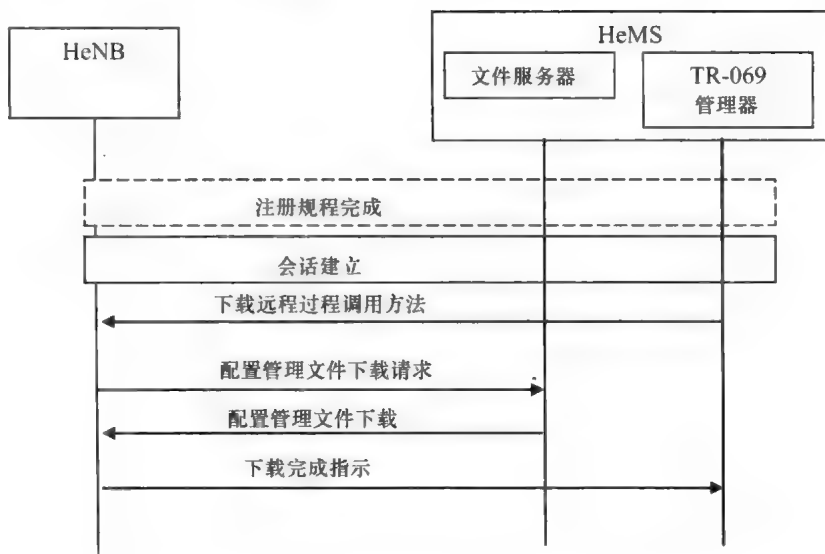 HeNB
HeMS
文件服务器
TR-069
管理器
注册规程完成
会话建立
下载远程过程调用方法
配置管理文件下载请求
配置管理文件下载
下载完成指示